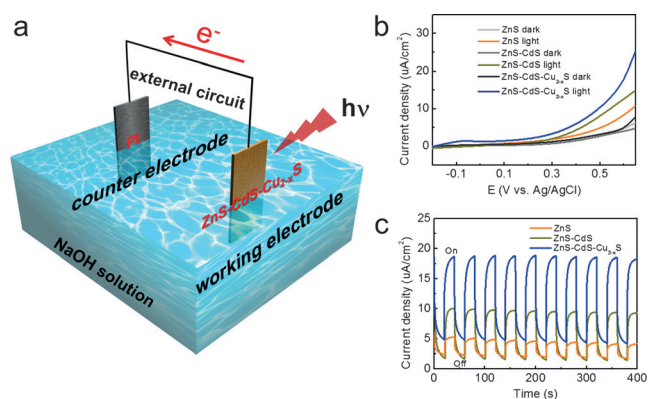 a
e⁻
external circuit
hν
Pt
counter electrode
ZnS-CdS-Cu₂₋ₓS
working electrode
NaOH solution
b
Current density (uA/cm²)
30
20
10
0
ZnS dark
ZnS light
ZnS-CdS dark
ZnS-CdS light
ZnS-CdS-Cu₂₋ₓS dark
ZnS-CdS-Cu₂₋ₓS light
-0.1 0.1 0.3 0.5
E (V vs. Ag/AgCl)
c
Current density (uA/cm²)
25
20
15
10
5
0
ZnS
ZnS-CdS
ZnS-CdS-Cu₂₋ₓS
On
Off
0 100 200 300 400
Time (s)